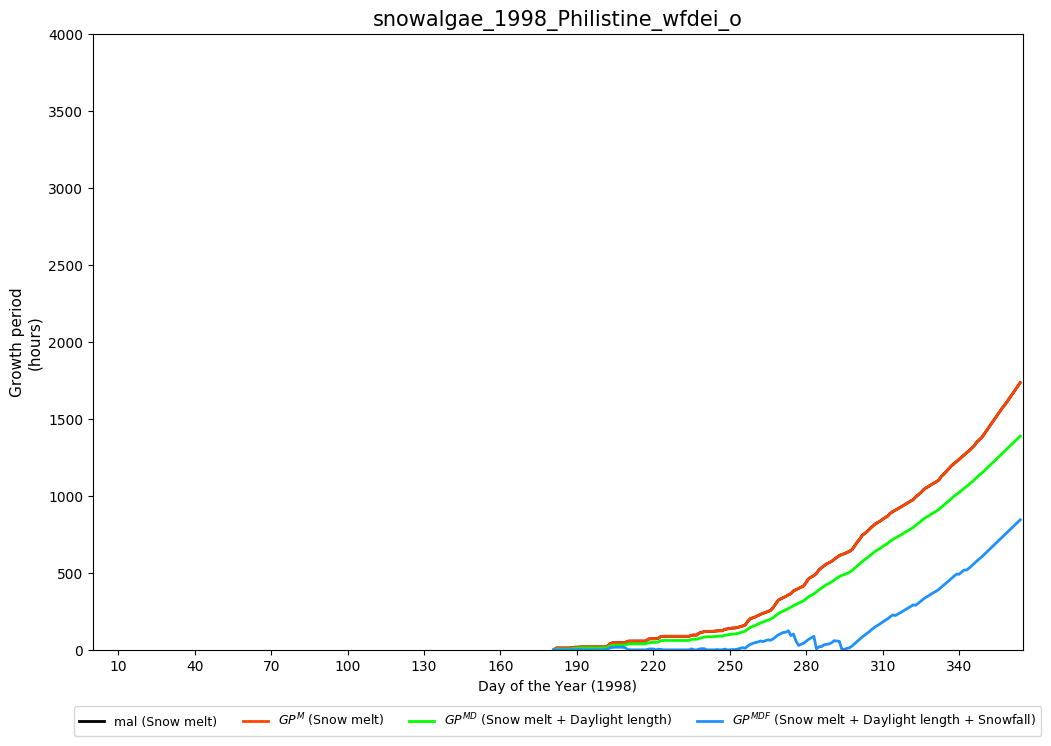 snowalgae_1998_Philistine_wfdei_o
4000
3500
3000
2500
2000
1500
1000
500
0
Growth period
(hours)
10 40 70 100 130 160 190 220 250 280 310 340
Day of the Year (1998)
mal (Snow melt) GP^M (Snow melt) GP^MD (Snow melt + Daylight length) GP^MDF (Snow melt + Daylight length + Snowfall)